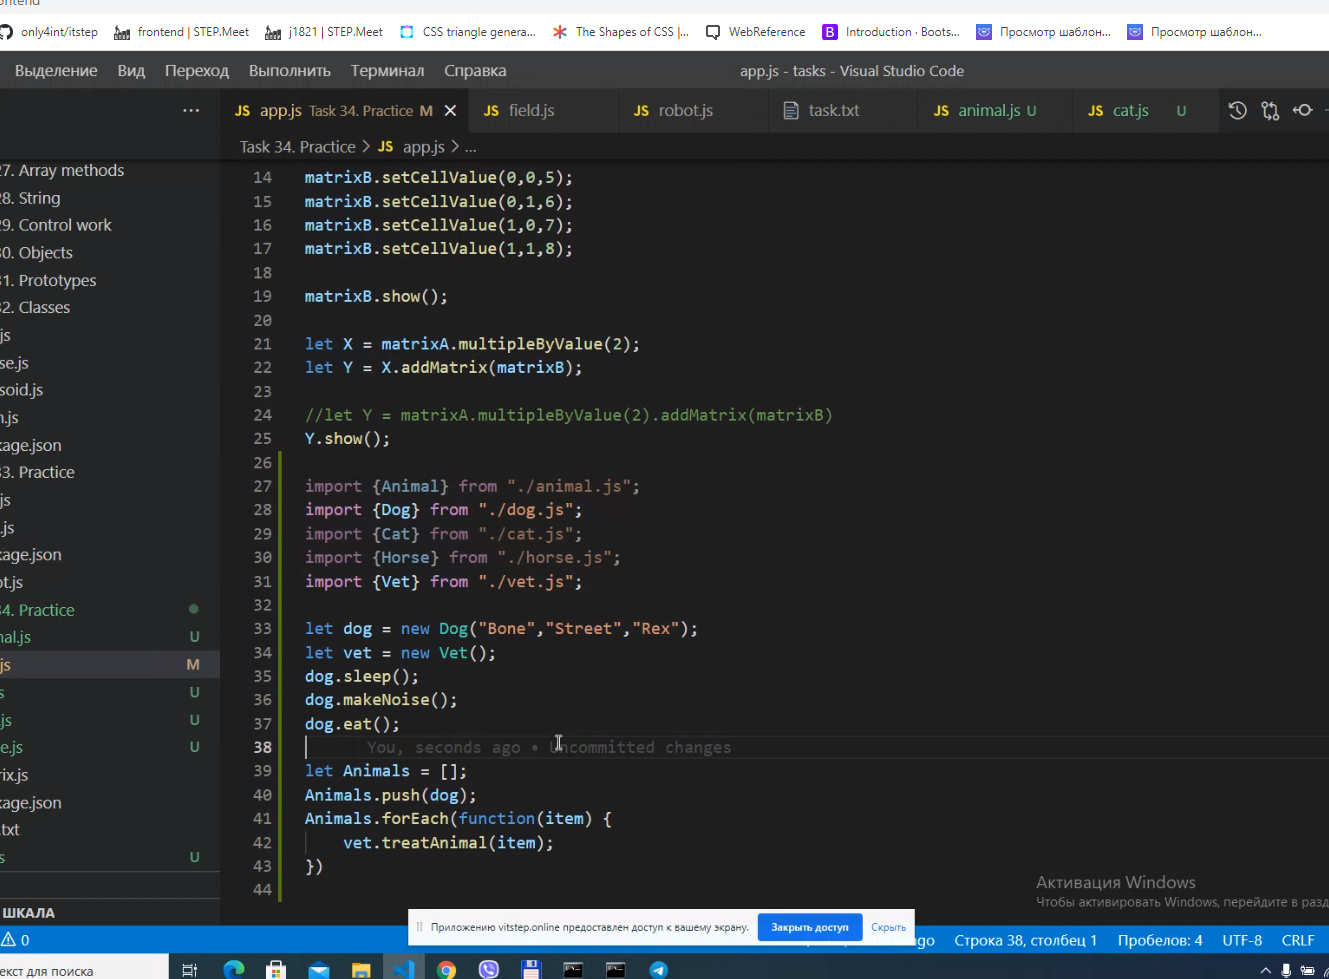 ontend
only4int/itstep frontend | STEP.Meet j1821 | STEP.Meet CSS triangle genera... The Shapes of CSS |... WebReference B Introduction · Boots... Просмотр шаблон... Просмотр шаблон...
Выделение Вид Переход Выполнить Терминал Справка app.js - tasks - Visual Studio Code
··· JS app.js Task 34. Practice M JS field.js JS robot.js task.txt JS animal.js U JS cat.js U
Task 34. Practice > JS app.js > ...
7. Array methods
8. String
9. Control work
0. Objects
1. Prototypes
2. Classes
js
se.js
soid.js
n.js
kage.json
3. Practice
js
.js
kage.json
ot.js
4. Practice
nal.js U
js M
s U
.js U
e.js U
rix.js
kage.json
txt
s U
ШКАЛА
14 matrixB.setCellValue(0,0,5);
15 matrixB.setCellValue(0,1,6);
16 matrixB.setCellValue(1,0,7);
17 matrixB.setCellValue(1,1,8);
18
19 matrixB.show();
20
21 let X = matrixA.multipleByValue(2);
22 let Y = X.addMatrix(matrixB);
23
24 //let Y = matrixA.multipleByValue(2).addMatrix(matrixB)
25 Y.show();
26
27 import {Animal} from "./animal.js";
28 import {Dog} from "./dog.js";
29 import {Cat} from "./cat.js";
30 import {Horse} from "./horse.js";
31 import {Vet} from "./vet.js";
32
33 let dog = new Dog("Bone","Street","Rex");
34 let vet = new Vet();
35 dog.sleep();
36 dog.makeNoise();
37 dog.eat();
38 You, seconds ago • Uncommitted changes
39 let Animals = [];
40 Animals.push(dog);
41 Animals.forEach(function(item) {
42 vet.treatAnimal(item);
43 })
44
Активация Windows
Чтобы активировать Windows, перейдите в разд
Приложению vitstep.online предоставлен доступ к вашему экрану. Закрыть доступ Скрыть
0 ago Строка 38, столбец 1 Пробелов: 4 UTF-8 CRLF
екст для поиска